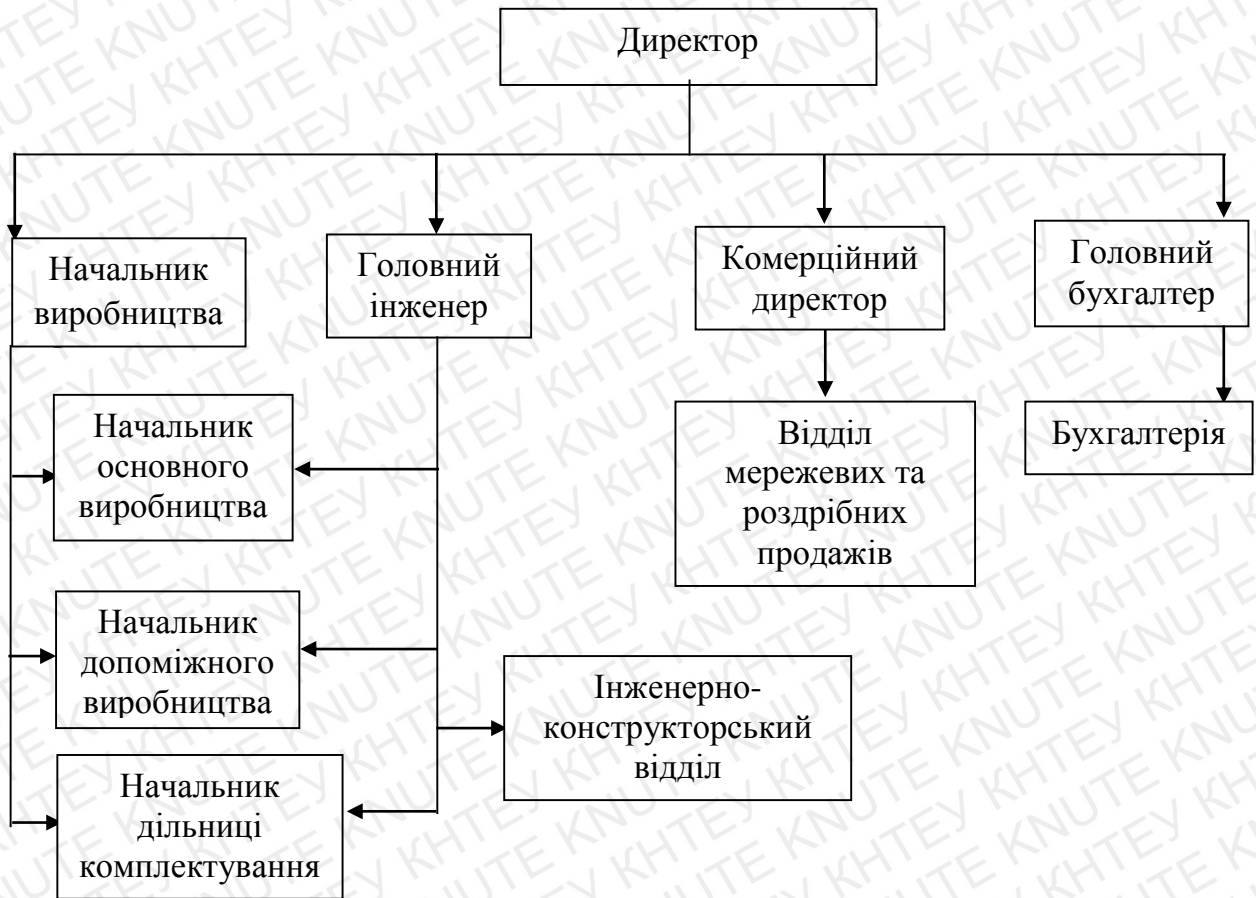 Директор
Начальник
виробництва
Головний
інженер
Комерційний
директор
Головний
бухгалтер
Начальник
основного
виробництва
Відділ
мережевих та
роздрібних
продажів
Бухгалтерія
Начальник
допоміжного
виробництва
Інженерно-
конструкторський
відділ
Начальник
дільниці
комплектування